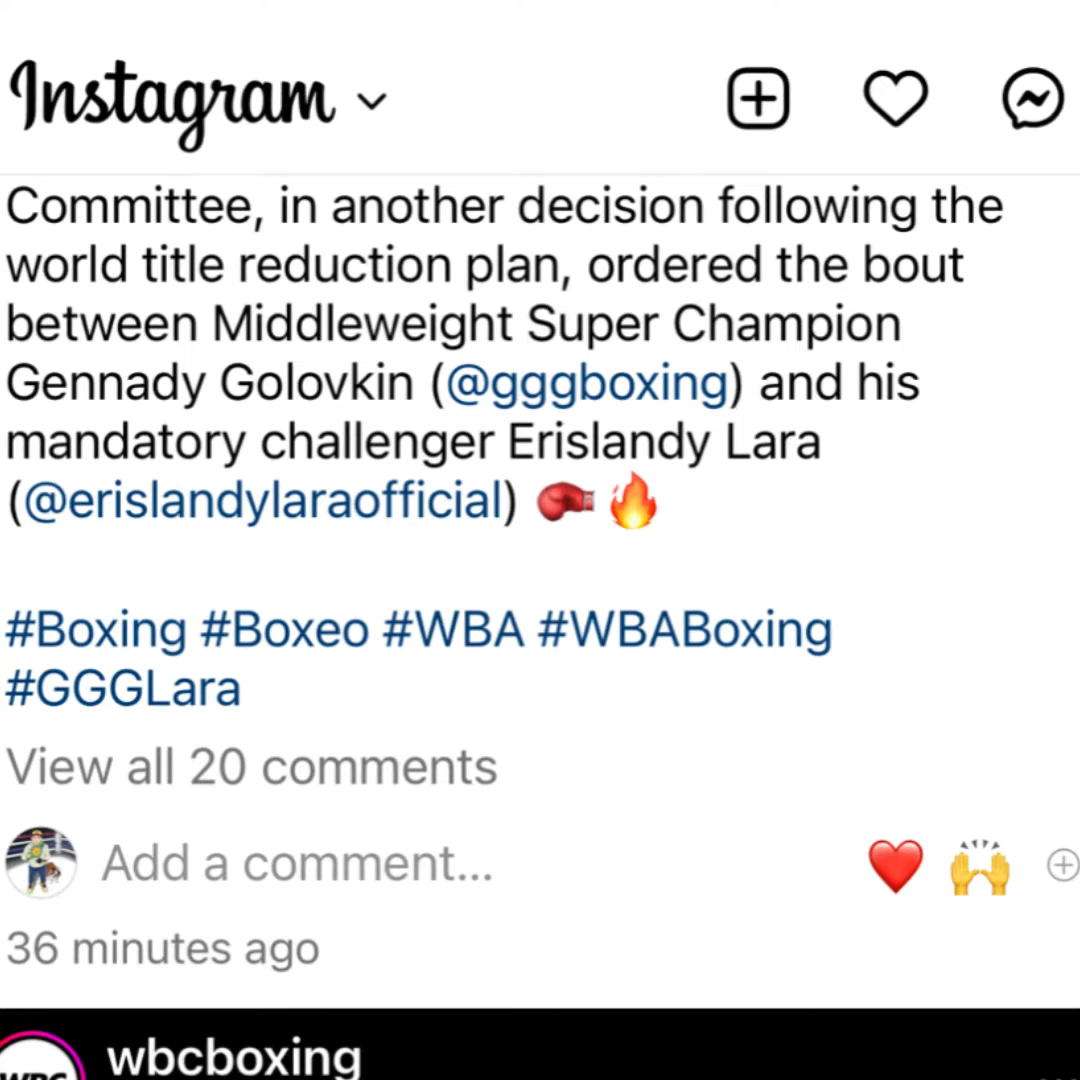 Instagram
Committee, in another decision following the
world title reduction plan, ordered the bout
between Middleweight Super Champion
Gennady Golovkin (@gggboxing) and his
mandatory challenger Erislandy Lara
(@erislandylaraofficial) 🥊🔥
#Boxing #Boxeo #WBA #WBABoxing
#GGGLara
View all 20 comments
Add a comment...
36 minutes ago
wbcboxing
WBC